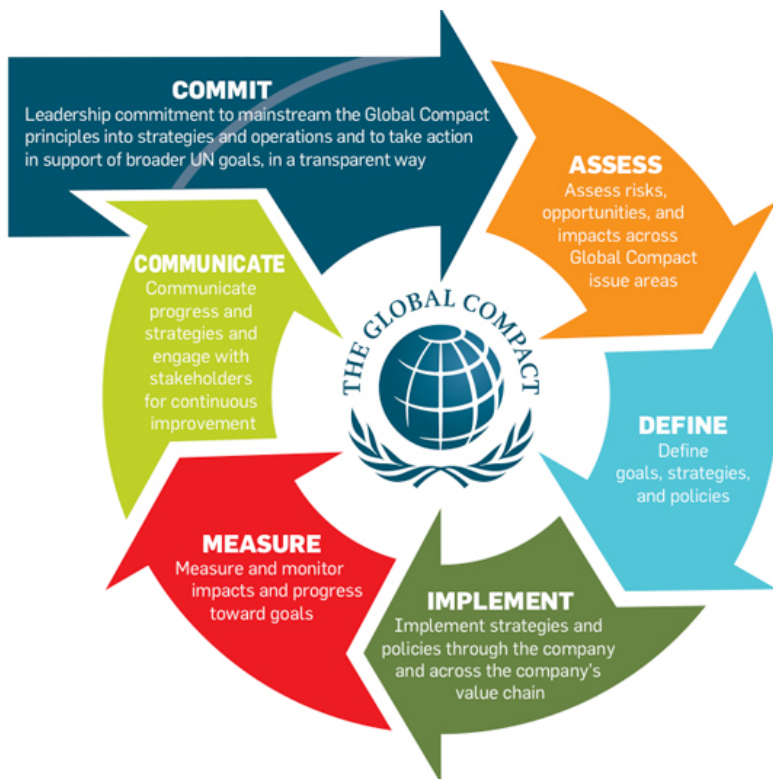 COMMIT
Leadership commitment to mainstream the Global Compact
principles into strategies and operations and to take action
in support of broader UN goals, in a transparent way
ASSESS
Assess risks,
opportunities, and
impacts across
Global Compact
issue areas
DEFINE
Define
goals, strategies,
and policies
IMPLEMENT
Implement strategies and
policies through the company
and across the company's
value chain
MEASURE
Measure and monitor
impacts and progress
toward goals
COMMUNICATE
Communicate
progress and
strategies and
engage with
stakeholders
for continuous
improvement
THE GLOBAL COMPACT